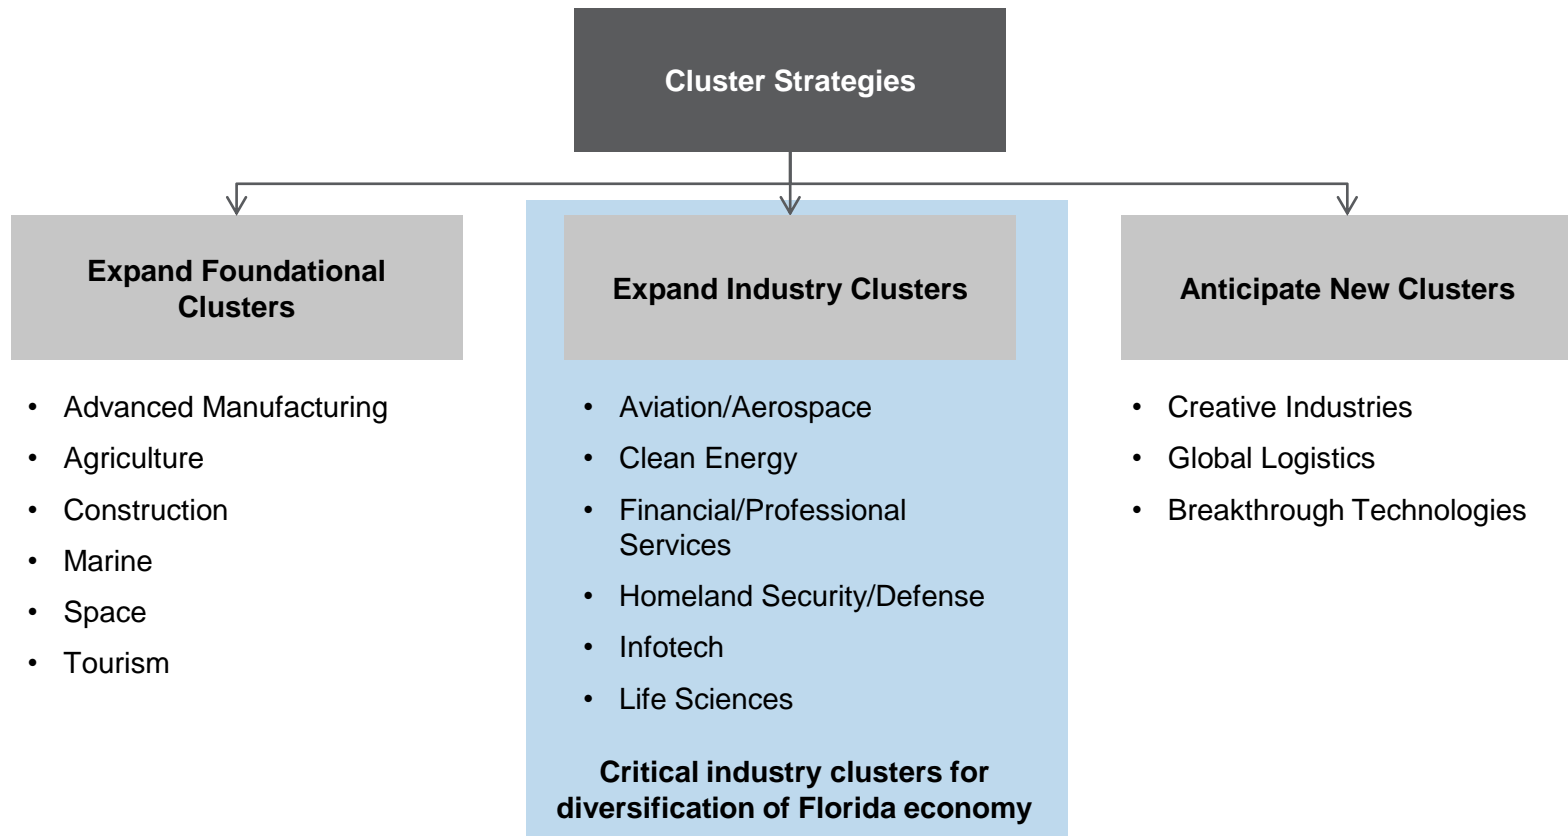 Cluster Strategies
Expand Foundational
Clusters
• Advanced Manufacturing
• Agriculture
• Construction
• Marine
• Space
• Tourism
Expand Industry Clusters
• Aviation/Aerospace
• Clean Energy
• Financial/Professional
Services
• Homeland Security/Defense
• Infotech
• Life Sciences
Critical industry clusters for
diversification of Florida economy
Anticipate New Clusters
• Creative Industries
• Global Logistics
• Breakthrough Technologies